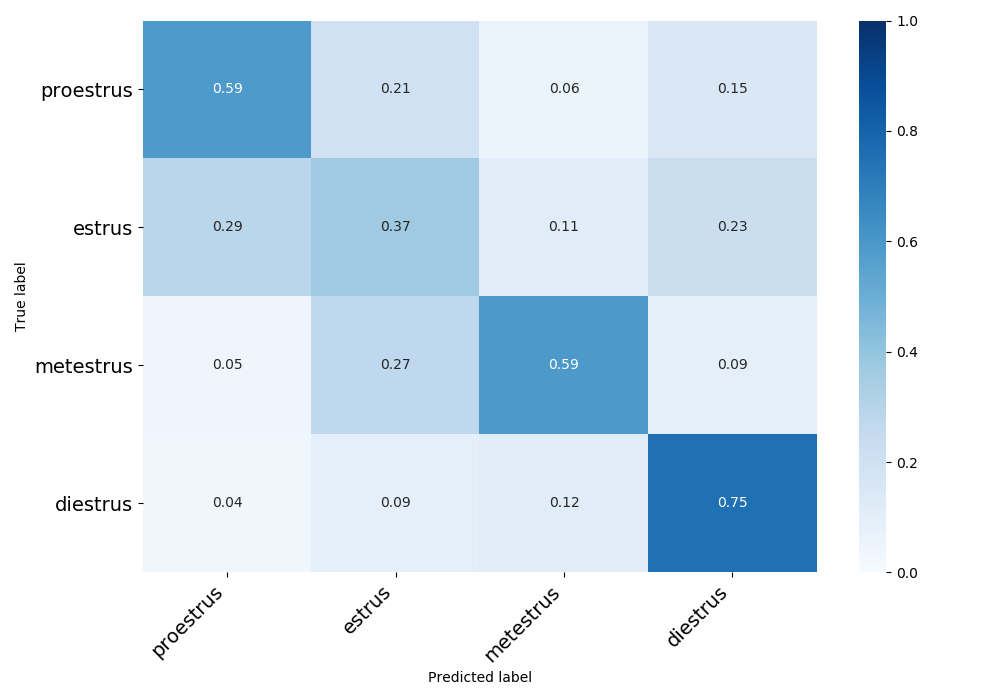 proestrus 0.59 0.21 0.06 0.15
estrus 0.29 0.37 0.11 0.23
metestrus 0.05 0.27 0.59 0.09
diestrus 0.04 0.09 0.12 0.75
True label
proestrus estrus metestrus diestrus
Predicted label
1.0
0.8
0.6
0.4
0.2
0.0